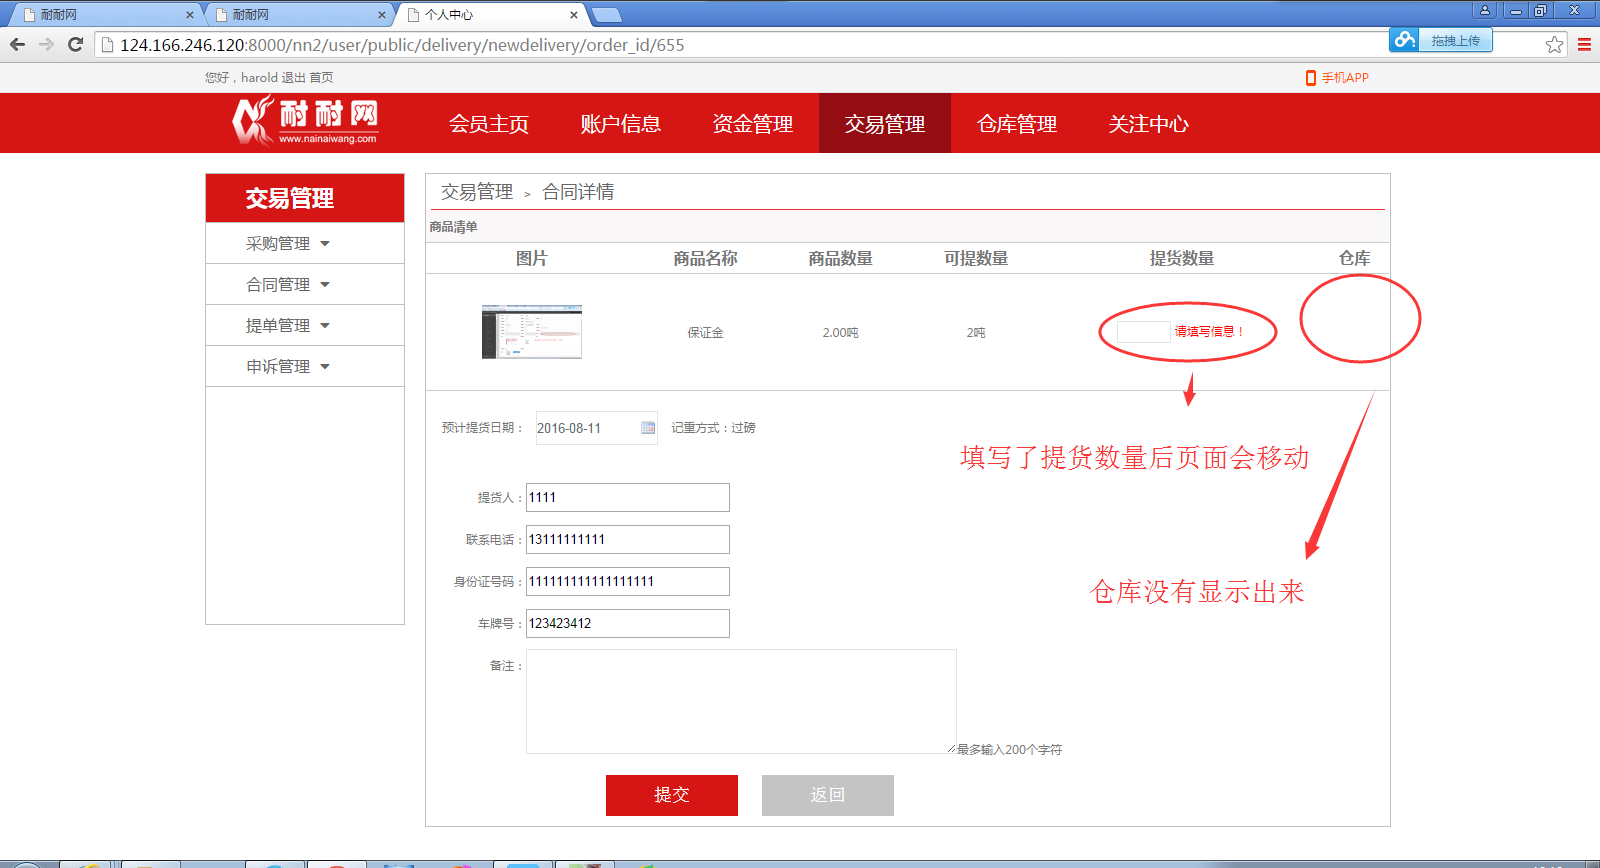 耐耐网
耐耐网
个人中心
124.166.246.120:8000/nn2/user/public/delivery/newdelivery/order_id/655
拖拽上传
您好，harold 退出 首页
手机APP
耐耐网
www.nainaiwang.com
会员主页 账户信息 资金管理 交易管理 仓库管理 关注中心
交易管理
采购管理
合同管理
提单管理
申诉管理
交易管理 > 合同详情
商品清单
图片 商品名称 商品数量 可提数量 提货数量 仓库
保证金 2.00吨 2吨 请填写信息！
预计提货日期： 2016-08-11 记重方式：过磅
填写了提货数量后页面会移动
提货人：1111
联系电话：13111111111
身份证号码：111111111111111111
仓库没有显示出来
车牌号：123423412
备注：
最多输入200个字符
提交 返回